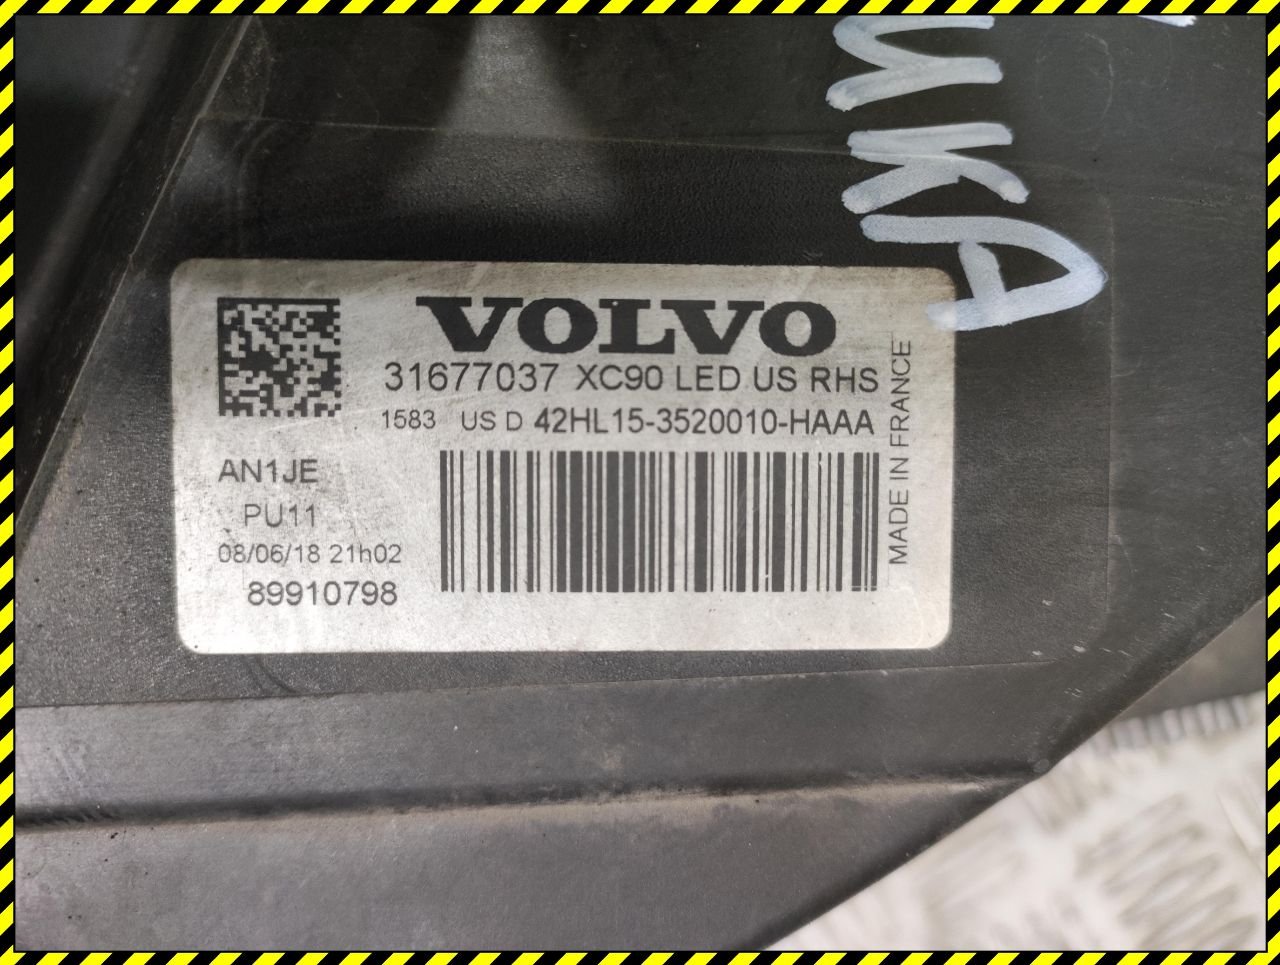 VOLVO
31677037 XC90 LED US RHS
1583 US D 42HL15-3520010-HAAA
AN1JE
PU11
08/06/18 21h02
89910798
MADE IN FRANCE